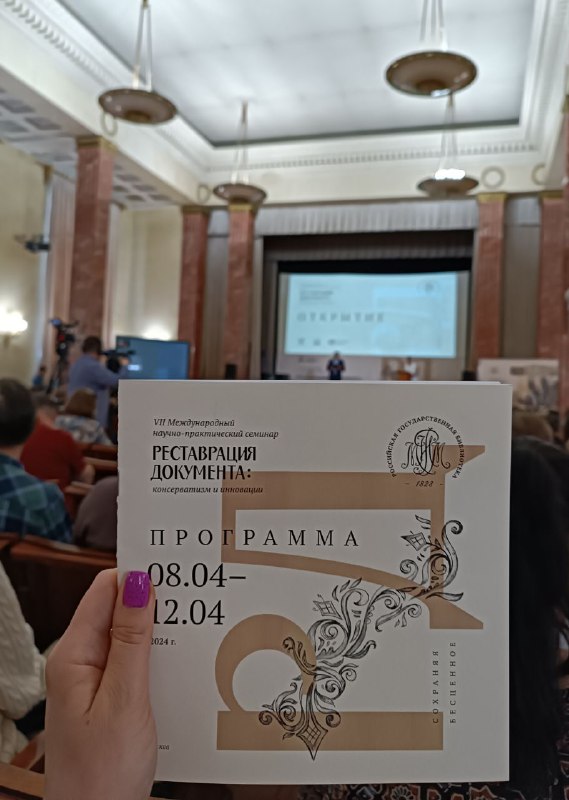 ОТКРЫТИЕ
VII Международный
научно-практический семинар
РЕСТАВРАЦИЯ
ДОКУМЕНТА:
консерватизм и инновации
РОССИЙСКАЯ ГОСУДАРСТВЕННАЯ БИБЛИОТЕКА
- 1828 -
ПРОГРАММА
08.04–
12.04
2024 г.
СОХРАНЯЯ
БЕСЦЕННОЕ